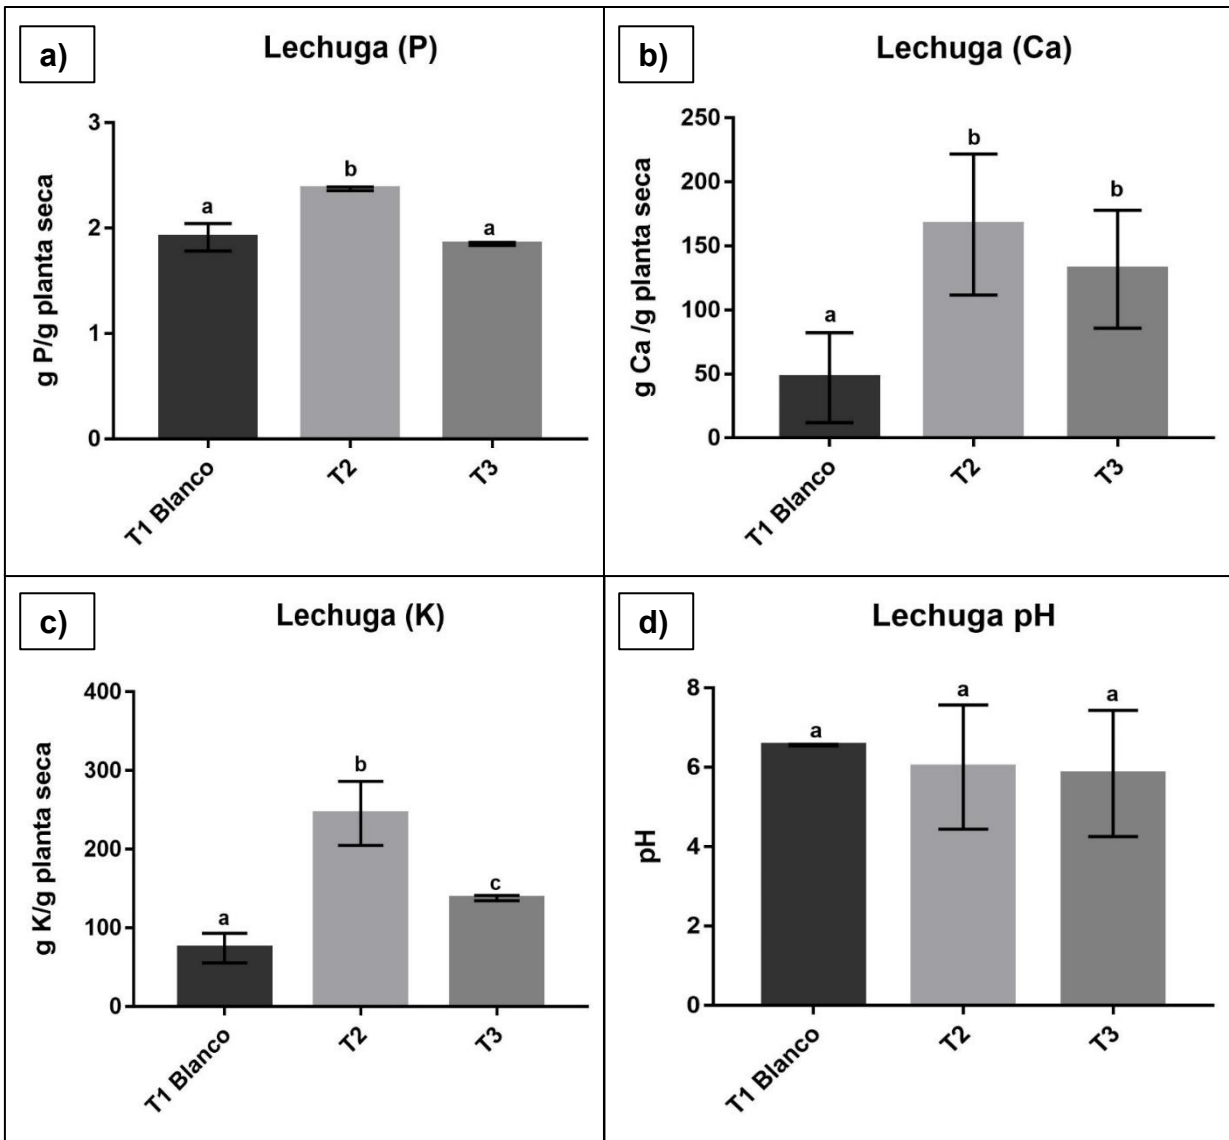 a)
Lechuga (P)
g P/g planta seca
3
2
1
0
a
b
a
T1 Blanco
T2
T3
b)
Lechuga (Ca)
g Ca /g planta seca
250
200
150
100
50
0
a
b
b
T1 Blanco
T2
T3
c)
Lechuga (K)
g K/g planta seca
400
300
200
100
0
a
b
c
T1 Blanco
T2
T3
d)
Lechuga pH
pH
8
6
4
2
0
a
a
a
T1 Blanco
T2
T3